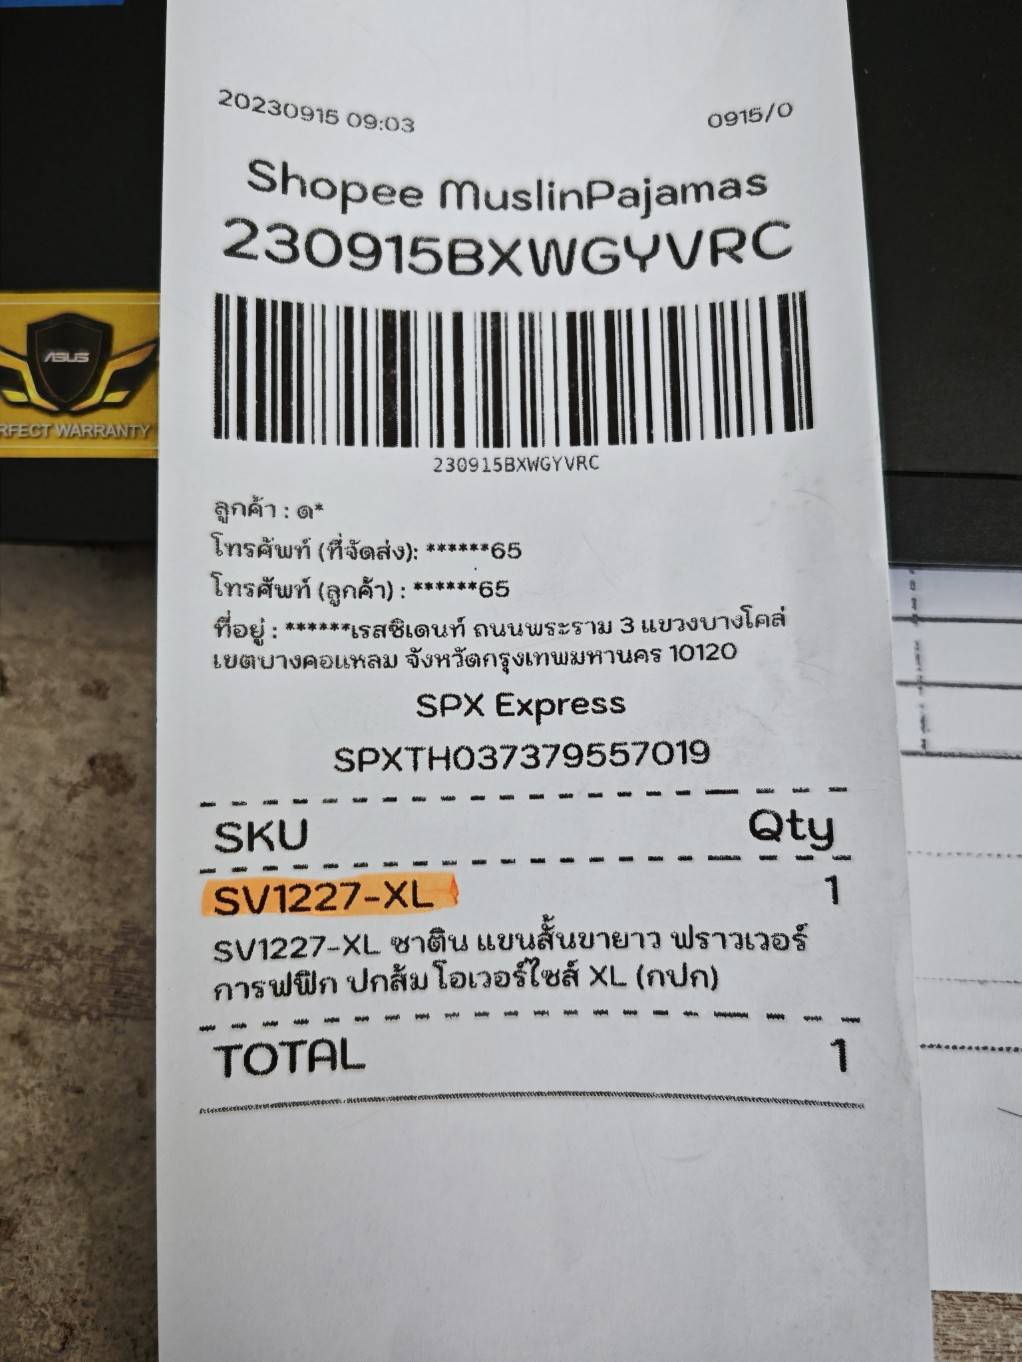 20230915 09:03 0915/0
Shopee MuslinPajamas
230915BXWGYVRC
230915BXWGYVRC
ASUS
RFECT WARRANTY
ลูกค้า : ด*
โทรศัพท์ (ที่จัดส่ง): ******65
โทรศัพท์ (ลูกค้า) : ******65
ที่อยู่ : ******เรสซิเดนท์ ถนนพระราม 3 แขวงบางโคล่
เขตบางคอแหลม จังหวัดกรุงเทพมหานคร 10120
SPX Express
SPXTH037379557019
SKU Qty
SV1227-XL 1
SV1227-XL ซาติน แขนสั้นขายาว ฟราวเวอร์
การฟฟิก ปกส้ม โอเวอร์ไซส์ XL (กปก)
TOTAL 1